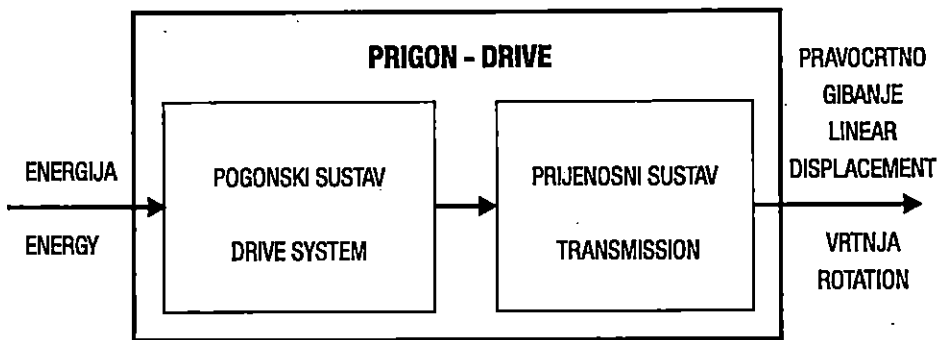 PRIGON - DRIVE
ENERGIJA
ENERGY
POGONSKI SUSTAV
DRIVE SYSTEM
PRIJENOSNI SUSTAV
TRANSMISSION
PRAVOCRTNO
GIBANJE
LINEAR
DISPLACEMENT
VRTNJA
ROTATION